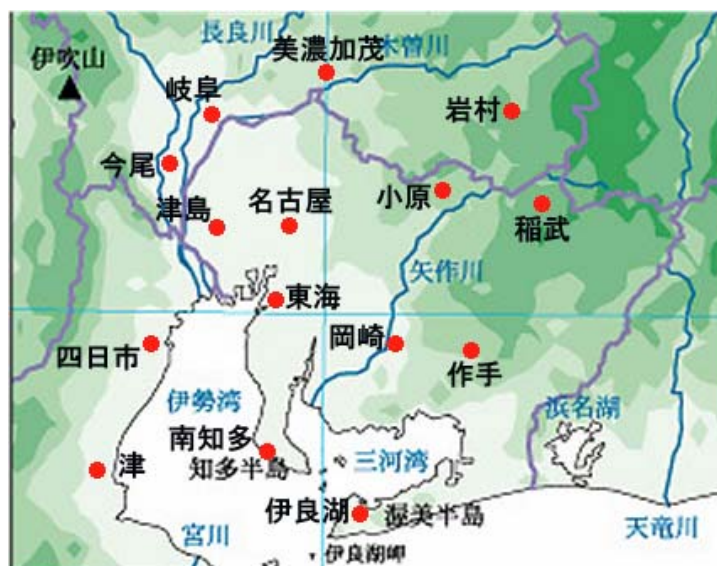 長良川
美濃加茂
木曽川
伊吹山
岐阜
岩村
今尾
小原
津島
名古屋
稲武
矢作川
東海
四日市
岡崎
作手
伊勢湾
浜名湖
南知多
知多半島
三河湾
津
伊良湖
渥美半島
宮川
天竜川
伊良湖岬